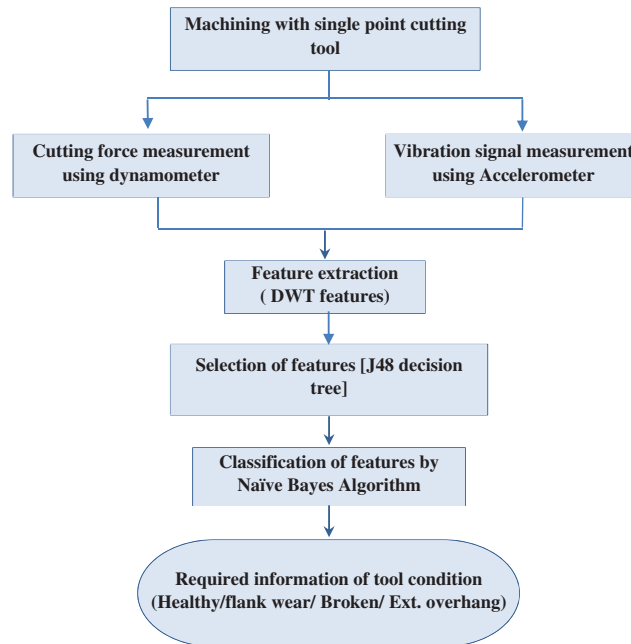 Machining with single point cutting
tool
Cutting force measurement
using dynamometer
Vibration signal measurement
using Accelerometer
Feature extraction
( DWT features)
Selection of features [J48 decision
tree]
Classification of features by
Naïve Bayes Algorithm
Required information of tool condition
(Healthy/flank wear/ Broken/ Ext. overhang)